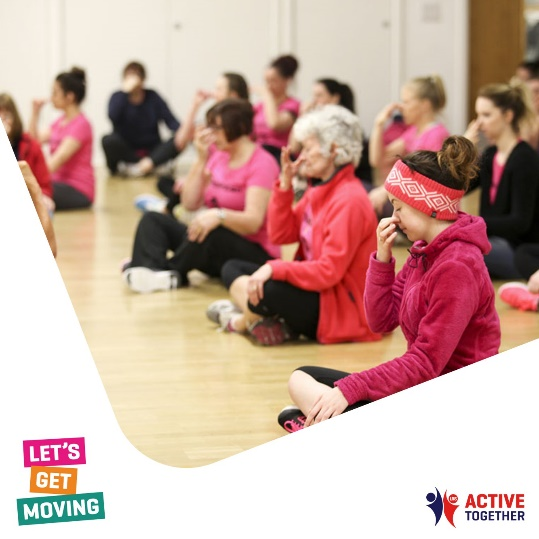 LET'S
GET
MOVING
ACTIVE
TOGETHER